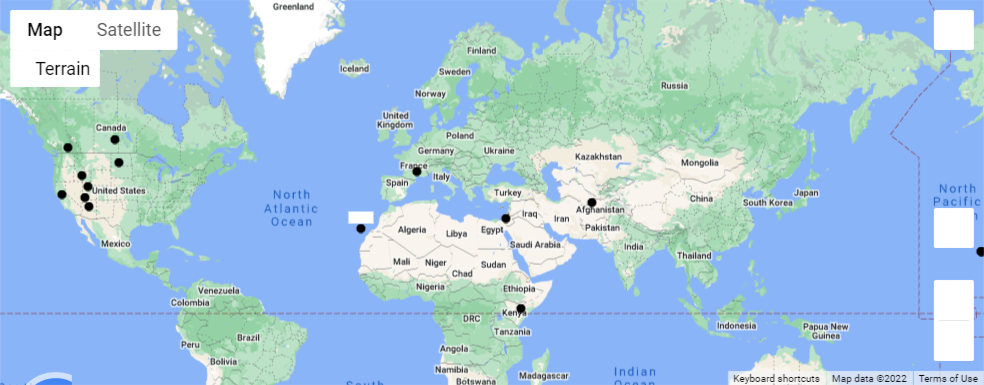 Map
Satellite
Terrain
Greenland
Iceland
Finland
Sweden
Norway
Russia
United
Kingdom
Canada
Poland
Germany
Ukraine
France
Kazakhstan
Mongolia
Italy
Spain
Turkey
United States
North
Atlantic
Ocean
North
Pacific
Japan
South Korea
China
Afghanistan
Iraq
Iran
Pakistan
Algeria
Libya
Egypt
Saudi Arabia
Mexico
India
Thailand
Mali
Niger
Chad
Sudan
Nigeria
Ethiopia
Venezuela
Colombia
Kenya
DRC
Tanzania
Indonesia
Papua New
Guinea
Brazil
Peru
Bolivia
Angola
Namibia
Botswana
Madagascar
South
Indian
Ocean
Keyboard shortcuts
Map data ©2022
Terms of Use